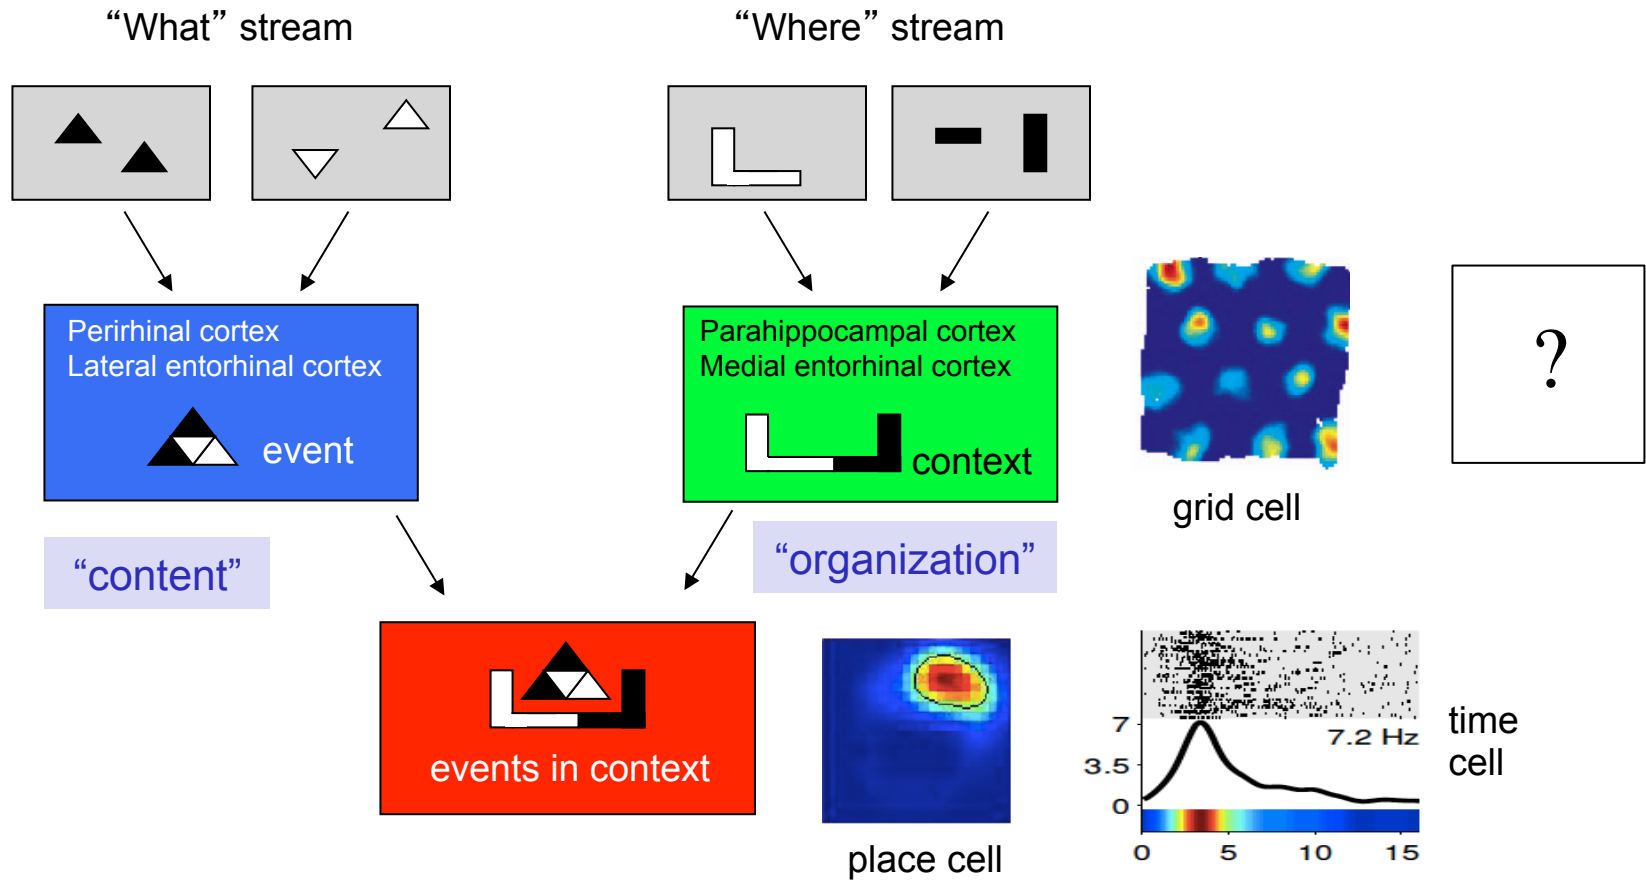 “What” stream
“Where” stream
Perirhinal cortex
Lateral entorhinal cortex
event
Parahippocampal cortex
Medial entorhinal cortex
context
?
grid cell
“content”
“organization”
events in context
place cell
7
3.5
0
7.2 Hz
0 5 10 15
time
cell